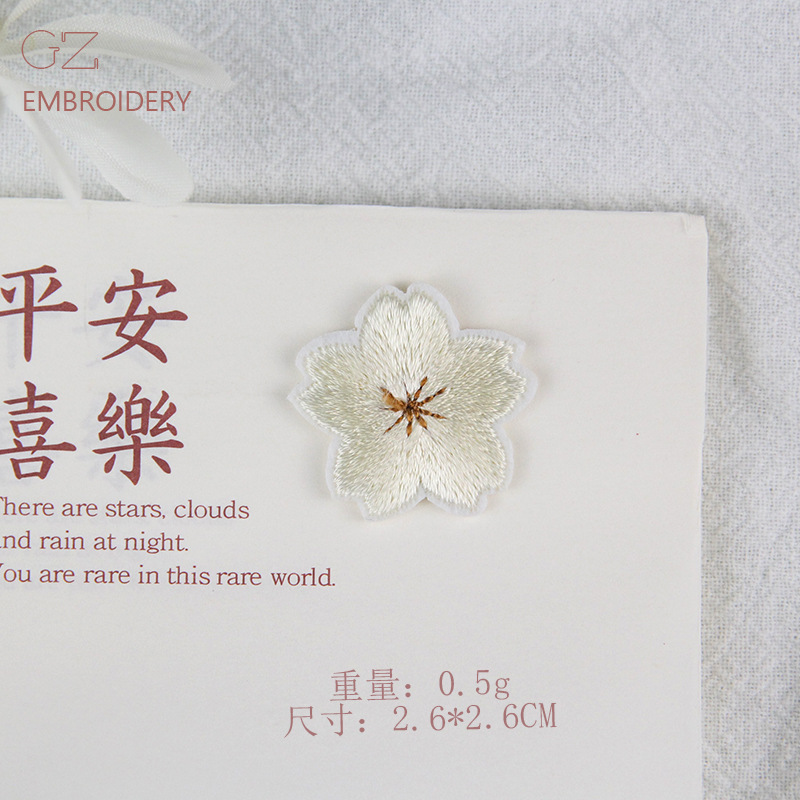 GZ
EMBROIDERY
平安
喜樂
There are stars, clouds
and rain at night.
You are rare in this rare world.
重量: 0.5g
尺寸: 2.6*2.6CM